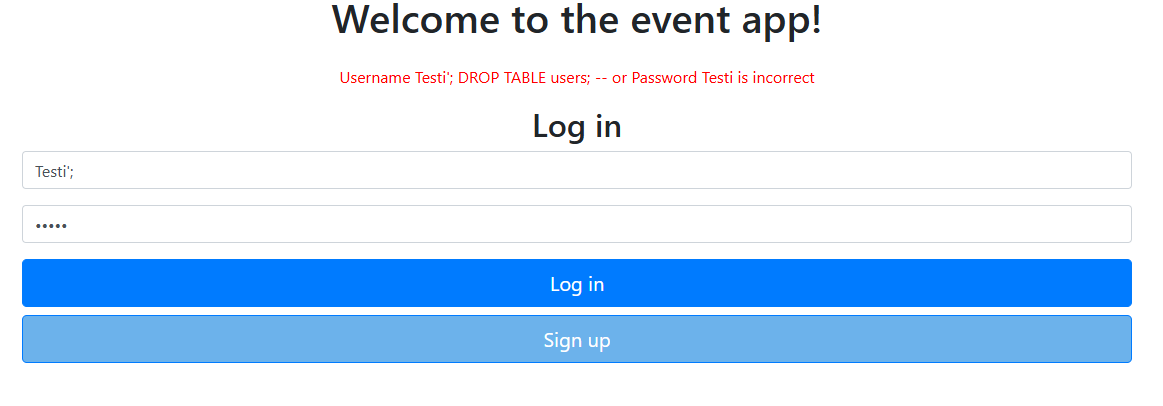 Welcome to the event app!
Username Testi'; DROP TABLE users; -- or Password Testi is incorrect
Log in
Testi';
•••••
Log in
Sign up